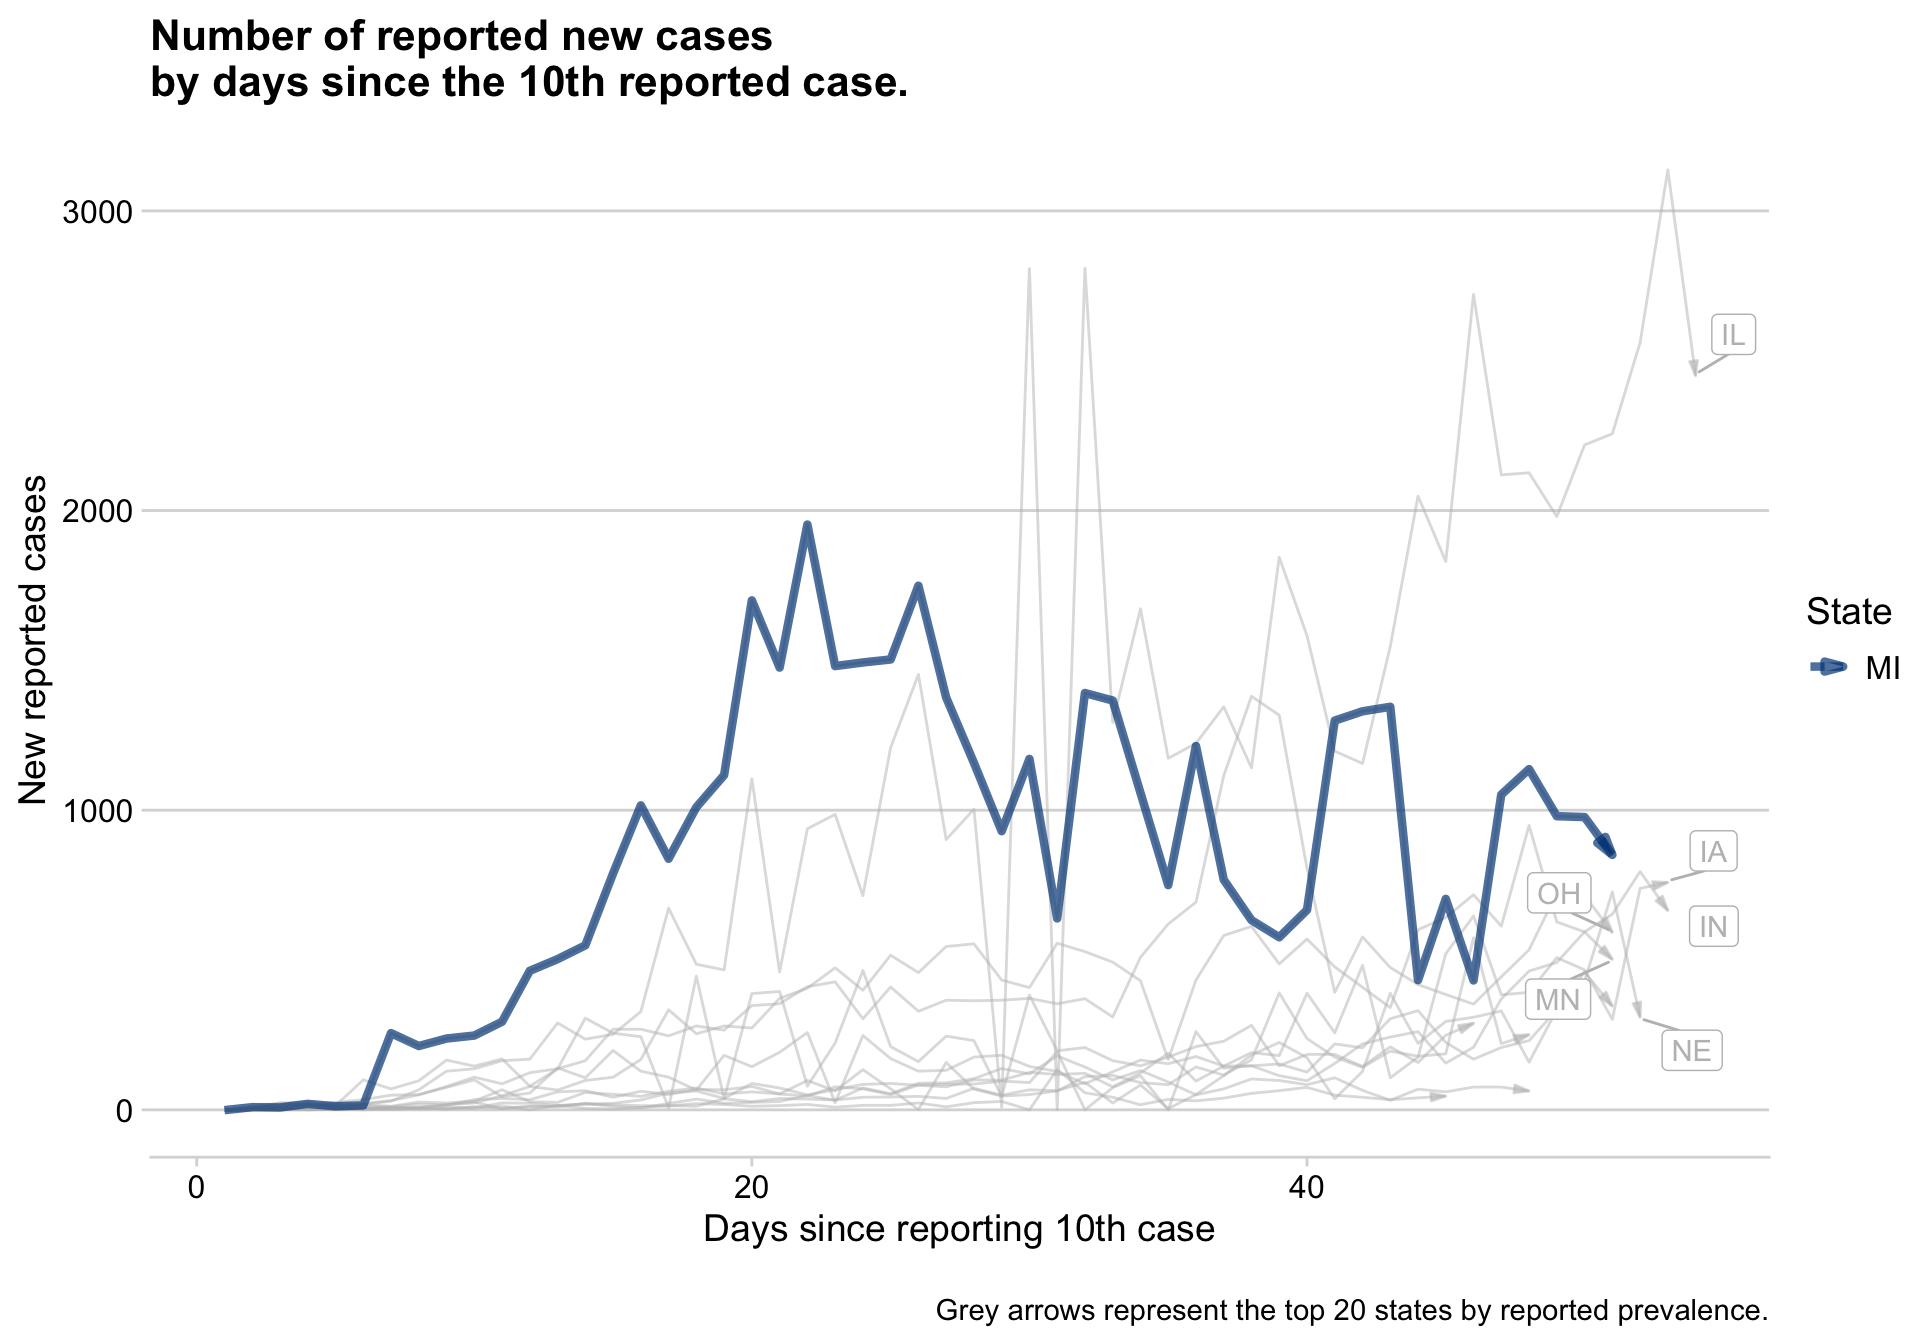 Number of reported new cases
by days since the 10th reported case.
3000
2000
1000
0
New reported cases
0
20
40
Days since reporting 10th case
IL
IA
OH
IN
MN
NE
State
MI
Grey arrows represent the top 20 states by reported prevalence.